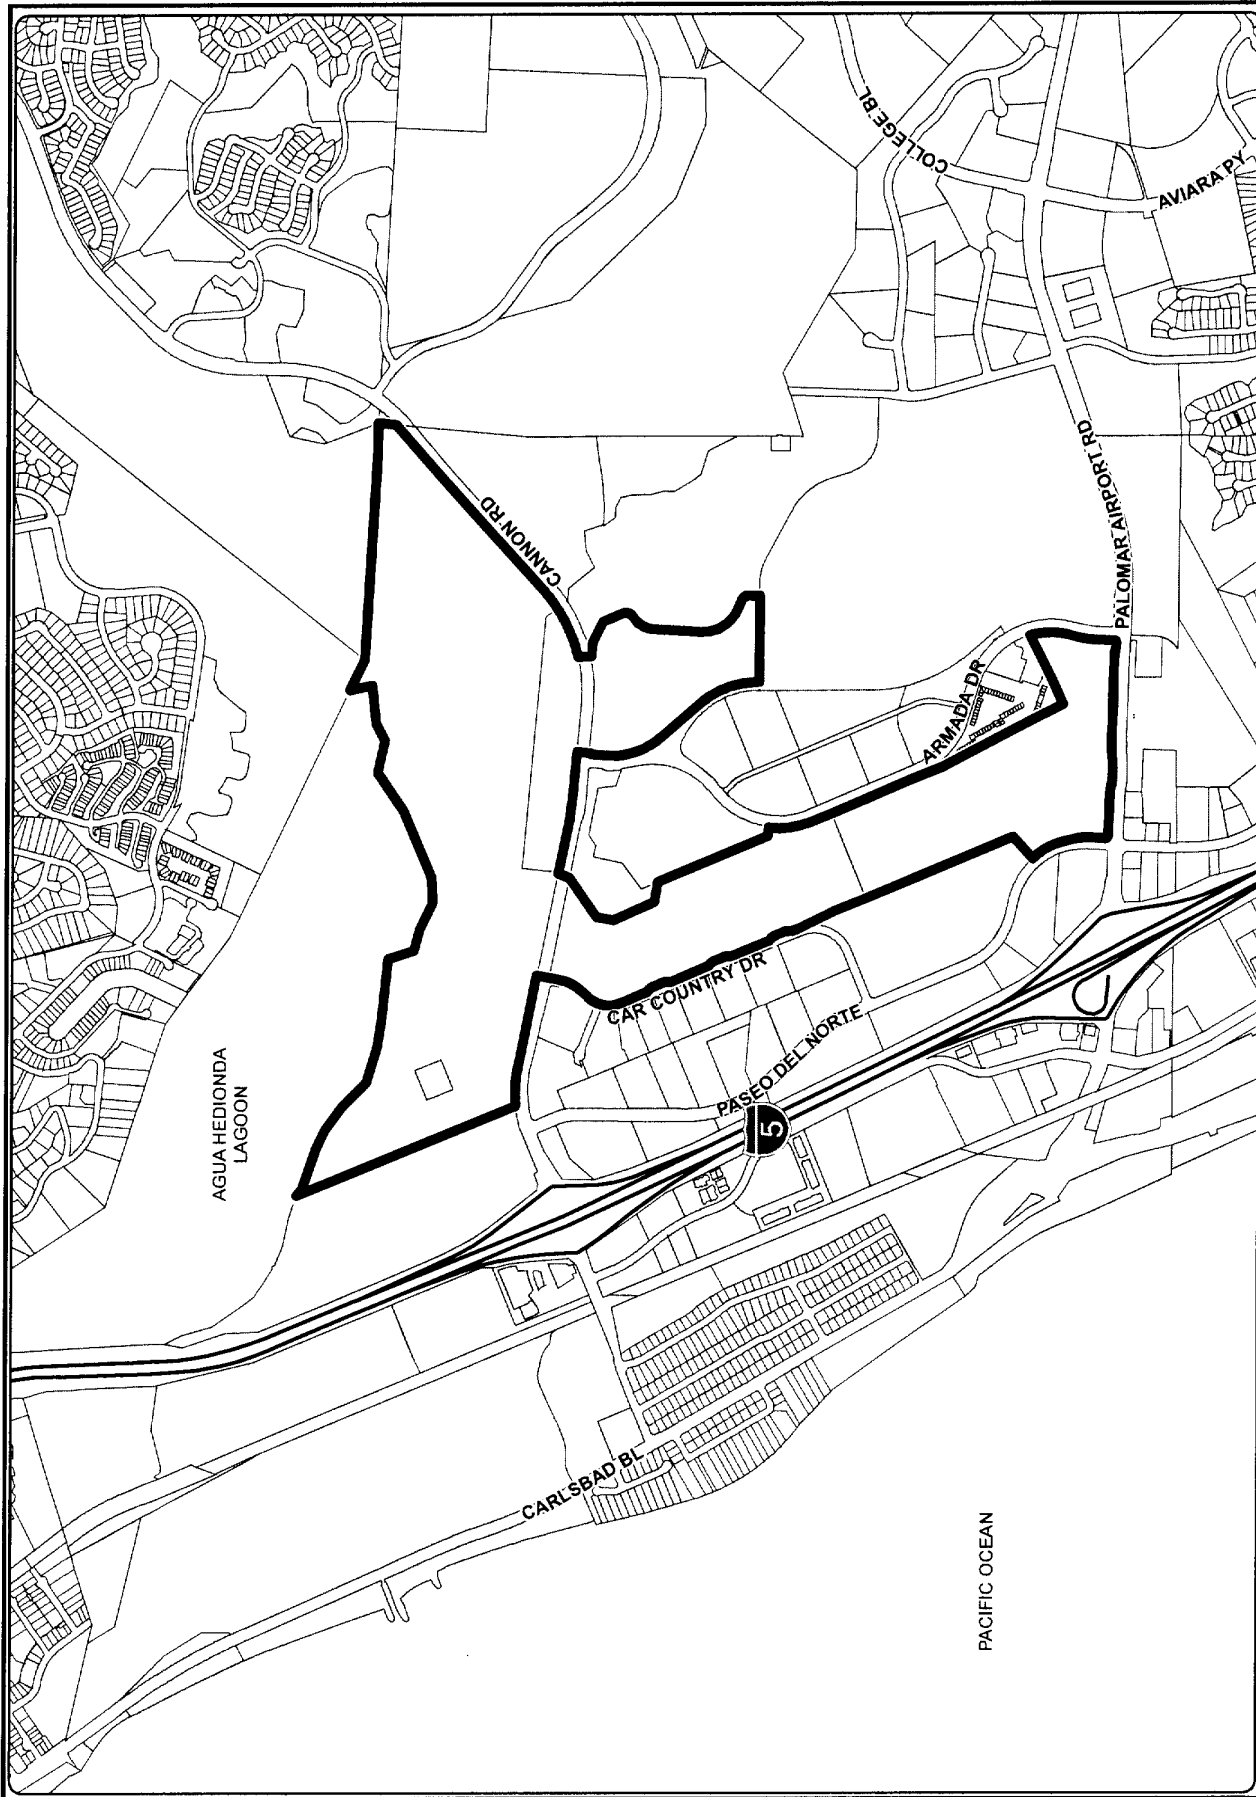 AGUA HEDIONDA
LAGOON
COLLEGE BL
AVIARA PY
CANNON RD
PALOMAR AIRPORT RD
ARMADA DR
CAR COUNTRY DR
PASEO DEL NORTE
5
CARLSBAD BL
PACIFIC OCEAN